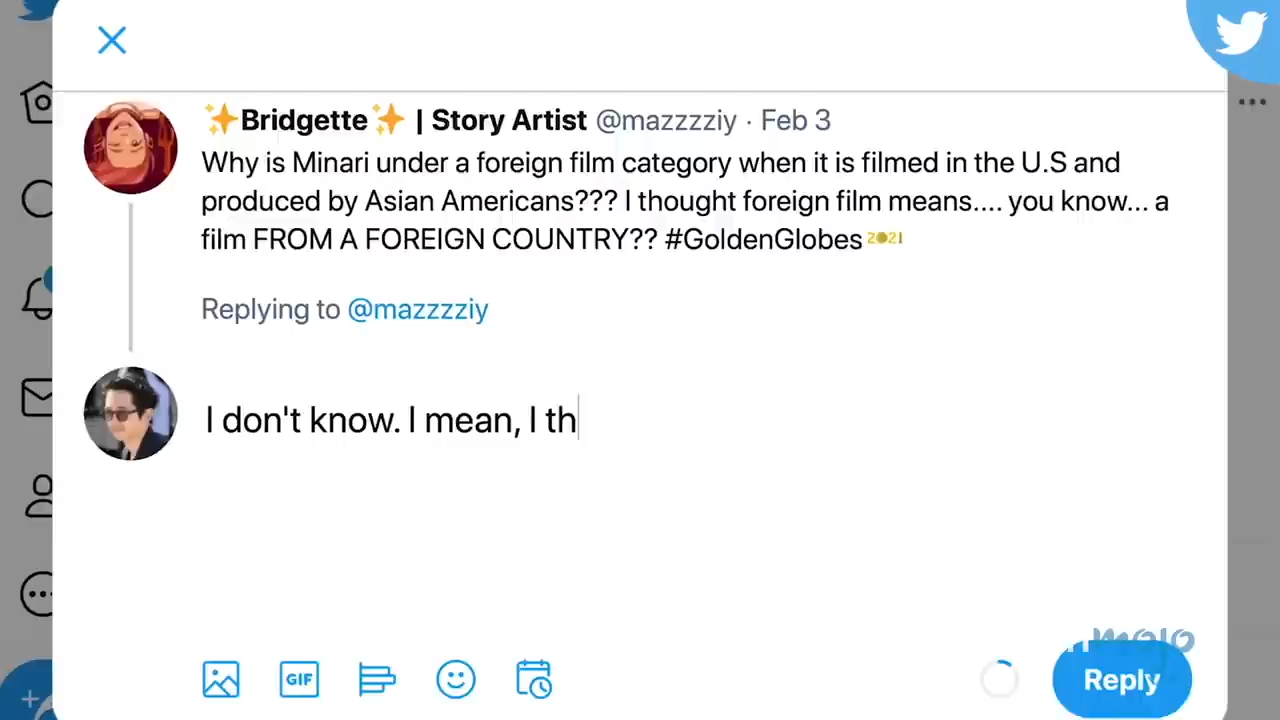 ✨Bridgette✨ | Story Artist @mazzzziy · Feb 3
Why is Minari under a foreign film category when it is filmed in the U.S and
produced by Asian Americans??? I thought foreign film means.... you know... a
film FROM A FOREIGN COUNTRY?? #GoldenGlobes 2021
Replying to @mazzzziy
I don't know. I mean, I th
GIF
mojo
Reply